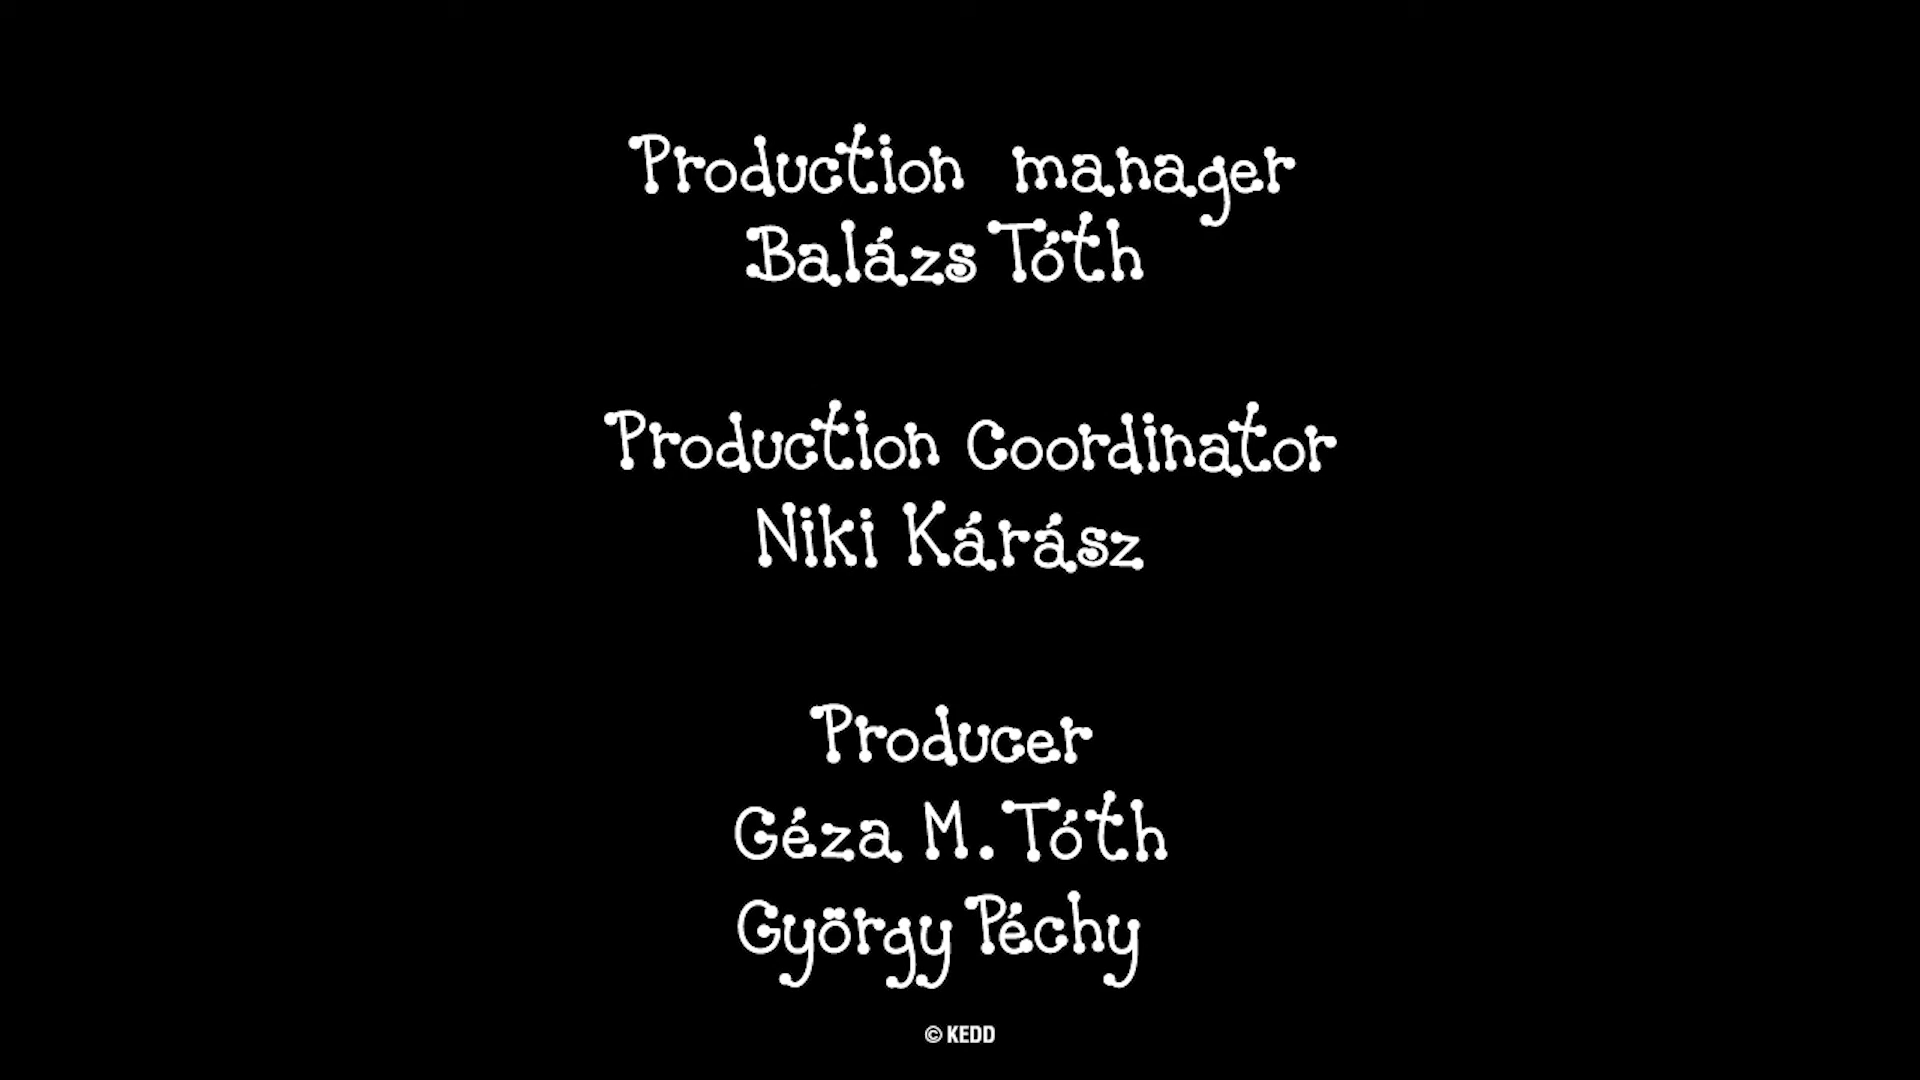 Production manager
Balázs Tóth
Production Coordinator
Niki Kárász
Producer
Géza M. Tóth
György Péchy
© KEDD